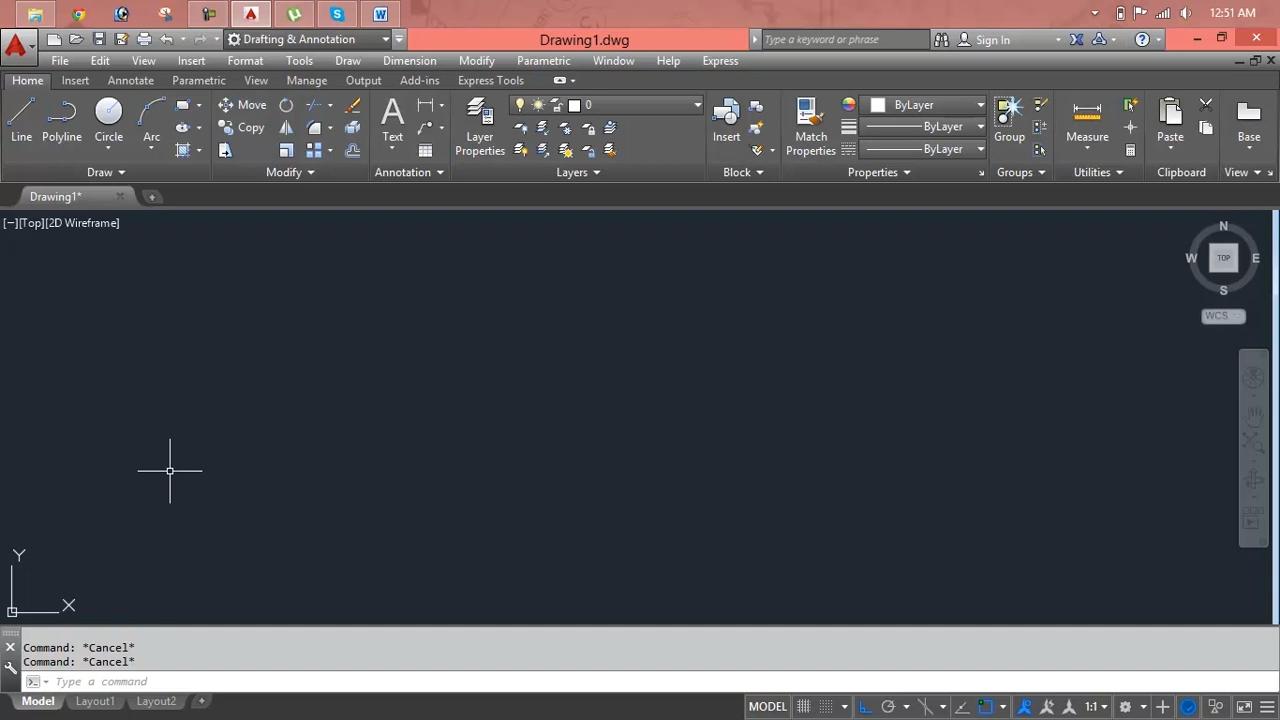 12:51 AM
Drafting & Annotation
Drawing1.dwg
Type a keyword or phrase
Sign In
File Edit View Insert Format Tools Draw Dimension Modify Parametric Window Help Express
Home Insert Annotate Parametric View Manage Output Add-ins Express Tools
Line
Polyline
Circle
Arc
Move
Copy
Text
Layer
Properties
0
Insert
Match
Properties
ByLayer
ByLayer
ByLayer
Group
Measure
Paste
Base
Draw
Modify
Annotation
Layers
Block
Properties
Groups
Utilities
Clipboard
View
Drawing1*
[−][Top][2D Wireframe]
N
W
TOP
E
S
WCS
Y
X
Command: *Cancel*
Command: *Cancel*
Type a command
Model Layout1 Layout2
MODEL
1:1